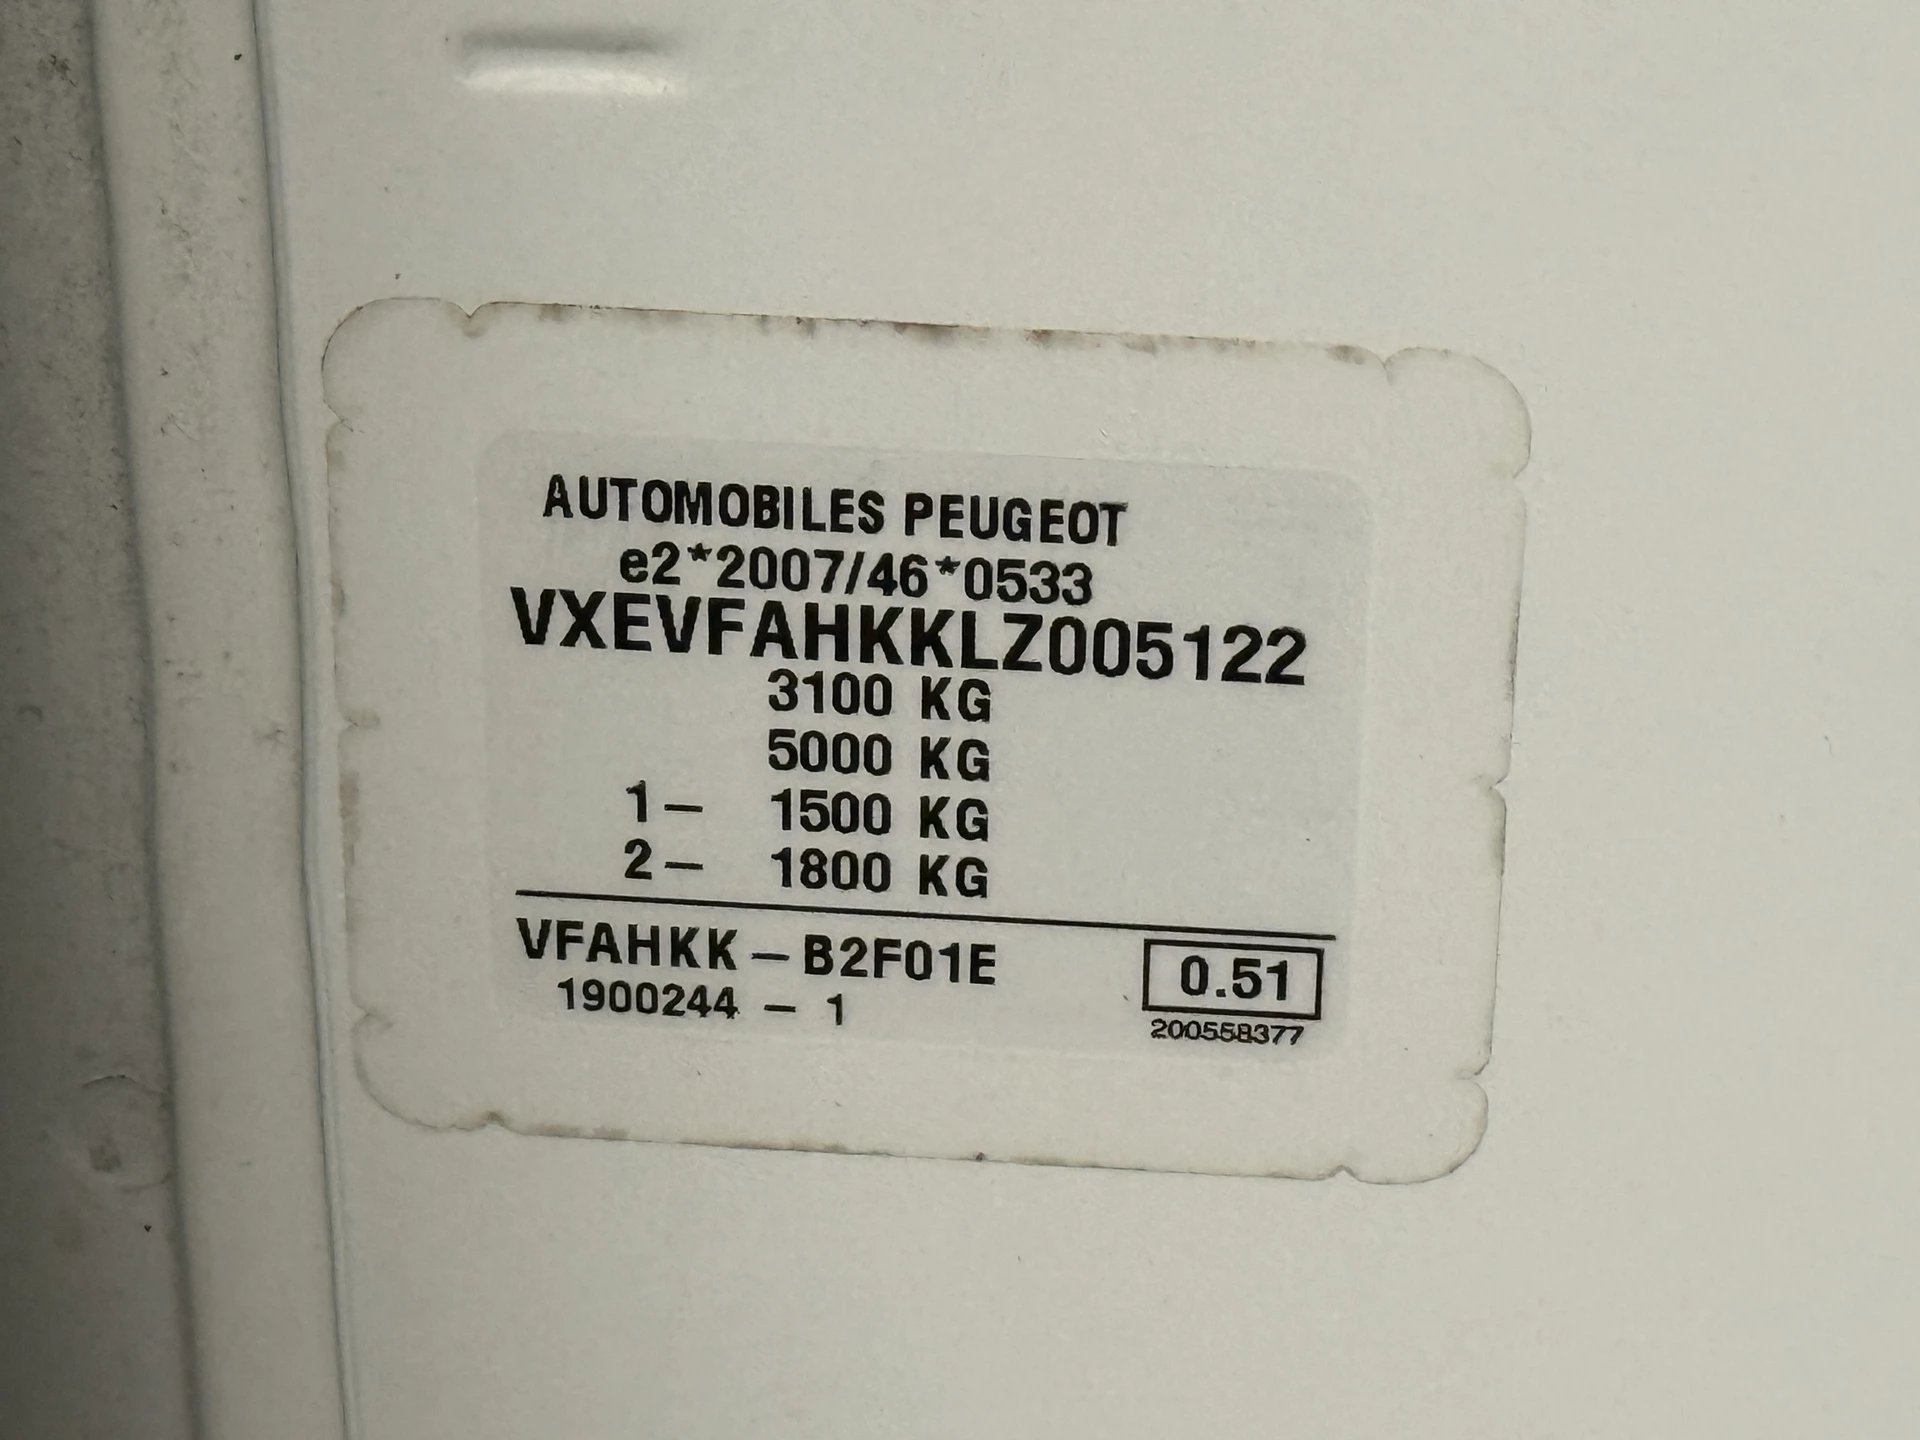 AUTOMOBILES PEUGEOT
e2*2007/46*0533
VXEVFAHKKLZ005122
3100 KG
5000 KG
1- 1500 KG
2- 1800 KG
VFAHKK - B2F01E
0.51
1900244 - 1
200558377